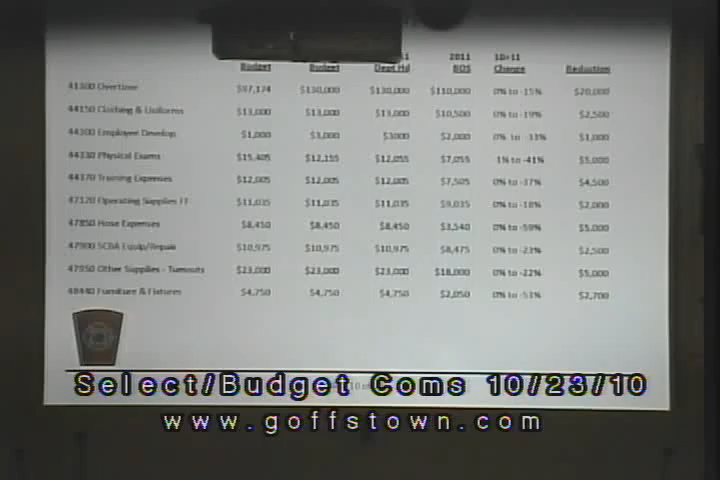 11 2011 10>11
Budget Budget Dept Hd BOS Change Reduction
41300 Overtime $97,174 $130,000 $130,000 $110,000 0% to -15% $20,000
44150 Clothing & Uniforms $13,000 $13,000 $13,000 $10,500 0% to -19% $2,500
44300 Employee Develop $1,000 $3,000 $3000 $2,000 0% to -33% $1,000
44330 Physical Exams $15,405 $12,155 $12,055 $7,055 1% to -41% $5,000
44370 Training Expenses $12,005 $12,005 $12,005 $7,505 0% to -37% $4,500
47120 Operating Supplies FF $11,035 $11,035 $11,035 $9,035 0% to -18% $2,000
47850 Hose Expenses $8,450 $8,450 $8,450 $3,540 0% to -59% $5,000
47900 SCBA Equip/Repair $10,975 $10,975 $10,975 $8,475 0% to -23% $2,500
47950 Other Supplies - Turnouts $23,000 $23,000 $23,000 $18,000 0% to -22% $5,000
48440 Furniture & Fixtures $4,750 $4,750 $4,750 $2,050 0% to -53% $2,700
Select/Budget Coms 10/23/10
www.goffstown.com